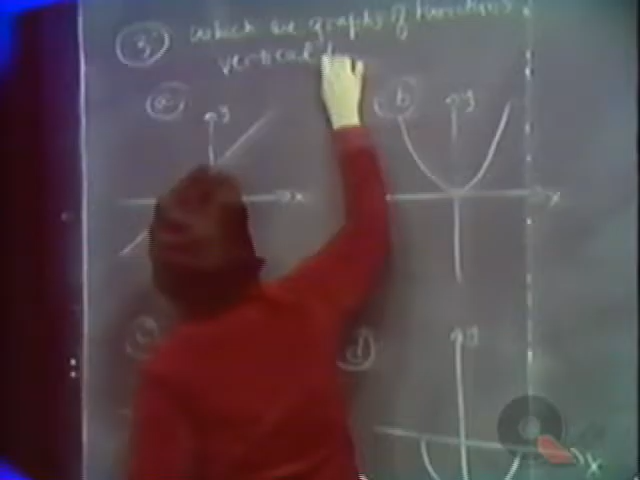 ③ which are graphs of functions
vertical
ⓐ y ⓑ y
x x
ⓒ ⓓ y
x